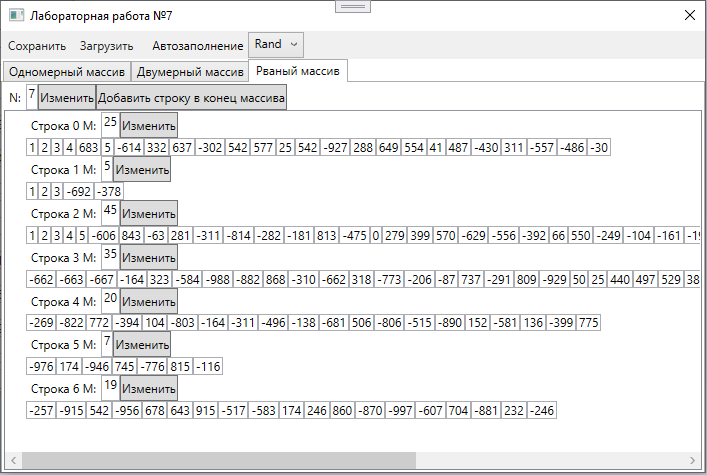 Лабораторная работа №7
Сохранить Загрузить Автозаполнение Rand
Одномерный массив Двумерный массив Рваный массив
N: 7 Изменить Добавить строку в конец массива
Строка 0 M: 25 Изменить
1 2 3 4 683 5 -614 332 637 -302 542 577 25 542 -927 288 649 554 41 487 -430 311 -557 -486 -30
Строка 1 M: 5 Изменить
1 2 3 -692 -378
Строка 2 M: 45 Изменить
1 2 3 4 5 -606 843 -63 281 -311 -814 -282 -181 813 -475 0 279 399 570 -629 -556 -392 66 550 -249 -104 -161
Строка 3 M: 35 Изменить
-662 -663 -667 -164 323 -584 -988 -882 868 -310 -662 318 -773 -206 -87 737 -291 809 -929 50 25 440 497 529
Строка 4 M: 20 Изменить
-269 -822 772 -394 104 -803 -164 -311 -496 -138 -681 506 -806 -515 -890 152 -581 136 -399 775
Строка 5 M: 7 Изменить
-976 174 -946 745 -776 815 -116
Строка 6 M: 19 Изменить
-257 -915 542 -956 678 643 915 -517 -583 174 246 860 -870 -997 -607 704 -881 232 -246